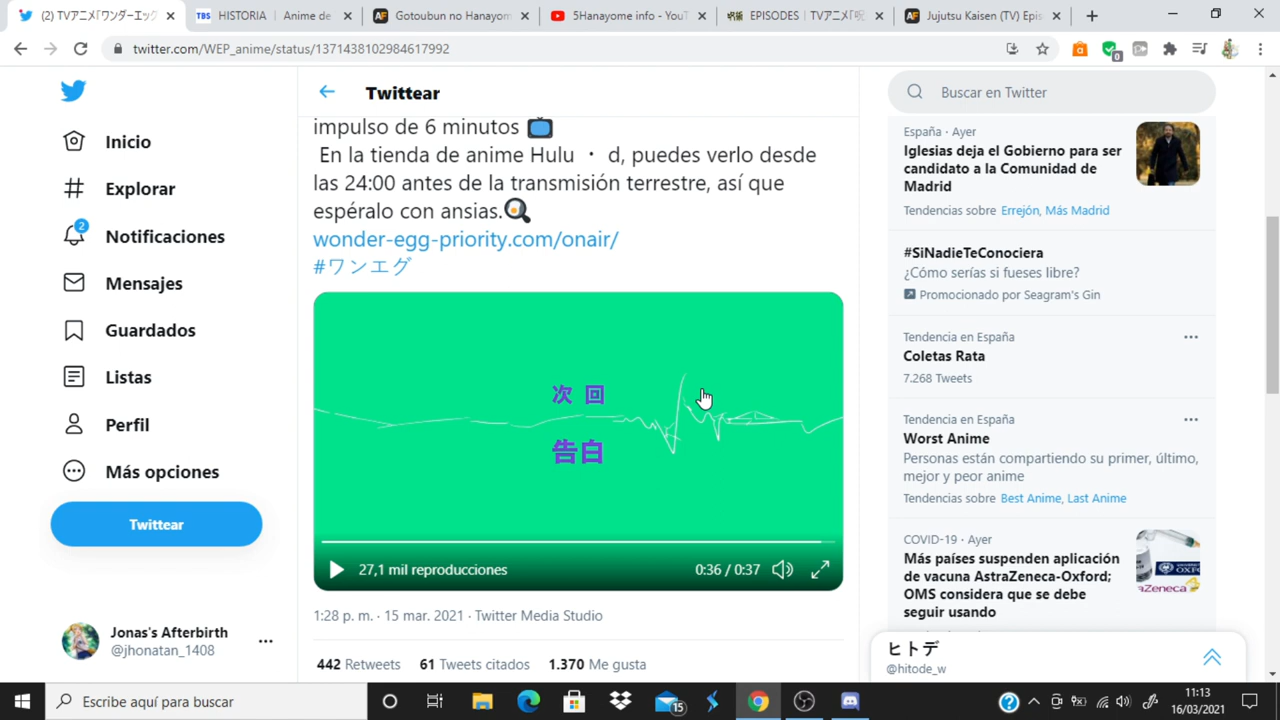 (2) TVアニメ「ワンダーエッグ
HISTORIA | Anime de
Gotoubun no Hanayom
5Hanayome info - YouT
EPISODES | TVアニメ「呪
Jujutsu Kaisen (TV) Epis
twitter.com/WEP_anime/status/1371438102984617992
0
Inicio
Explorar
2
Notificaciones
Mensajes
Guardados
Listas
Perfil
Más opciones
Twittear
Jonas's Afterbirth
@jhonatan_1408
Twittear
impulso de 6 minutos
En la tienda de anime Hulu ・ d, puedes verlo desde
las 24:00 antes de la transmisión terrestre, así que
espéralo con ansias.
wonder-egg-priority.com/onair/
#ワンエグ
次回
告白
27,1 mil reproducciones
0:36 / 0:37
1:28 p. m. · 15 mar. 2021 · Twitter Media Studio
442 Retweets 61 Tweets citados 1.370 Me gusta
Buscar en Twitter
España · Ayer
Iglesias deja el Gobierno para ser
candidato a la Comunidad de
Madrid
Tendencias sobre Errejón, Más Madrid
#SiNadieTeConociera
¿Cómo serías si fueses libre?
Promocionado por Seagram's Gin
Tendencia en España
Coletas Rata
7.268 Tweets
Tendencia en España
Worst Anime
Personas están compartiendo su primer, último,
mejor y peor anime
Tendencias sobre Best Anime, Last Anime
COVID-19 · Ayer
Más países suspenden aplicación
de vacuna AstraZeneca-Oxford;
OMS considera que se debe
seguir usando
ヒトデ
@hitode_w
Escribe aquí para buscar
15
11:13
16/03/2021